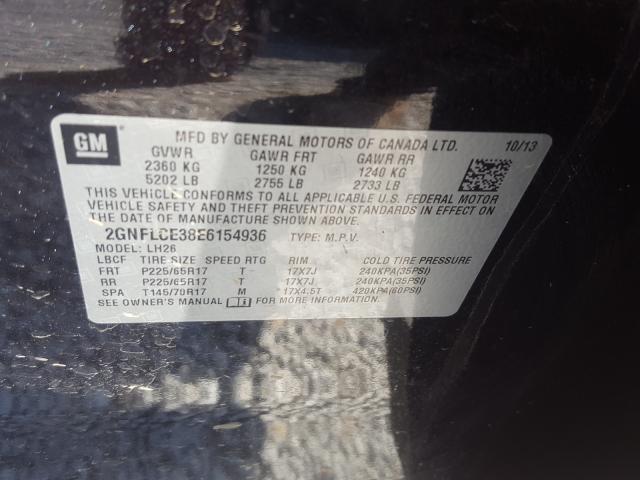 GM
MFD BY GENERAL MOTORS OF CANADA LTD. 10/13
GVWR GAWR FRT GAWR RR
2360 KG 1250 KG 1240 KG
5202 LB 2755 LB 2733 LB
THIS VEHICLE CONFORMS TO ALL APPLICABLE U.S. FEDERAL MOTOR
VEHICLE SAFETY, BUMPER, AND THEFT PREVENTION STANDARDS IN EFFECT
ON THE DATE OF MANUFACTURE SHOWN ABOVE.
2GNFLCE38E6154936 TYPE: M.P.V.
MODEL: LH26
LBCF TIRE SIZE SPEED RTG RIM COLD TIRE PRESSURE
FRT P225/65R17 T 17X7J 240KPA(35PSI)
RR P225/65R17 T 17X7J 240KPA(35PSI)
SPA T145/70R17 M 17X4.5T 420KPA(60PSI)
SEE OWNER'S MANUAL FOR ADDITIONAL INFORMATION.